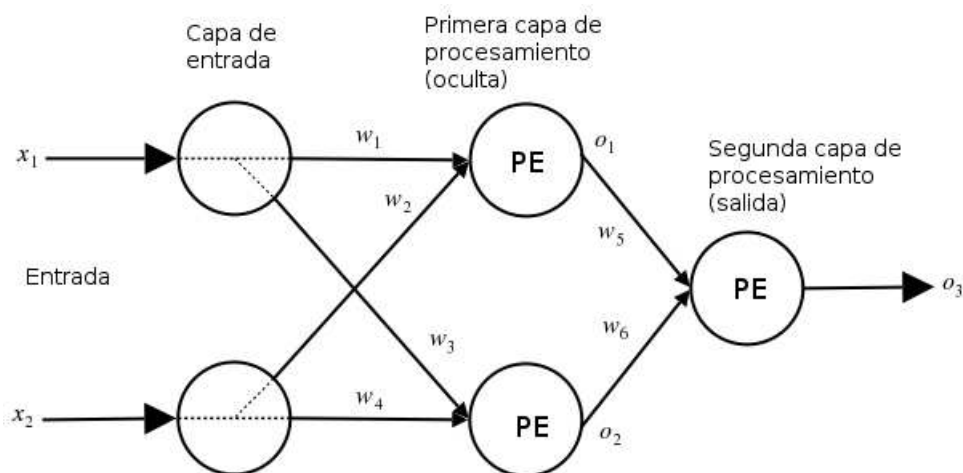 Capa de
entrada
Primera capa de
procesamiento
(oculta)
Segunda capa de
procesamiento
(salida)
x₁
w₁
PE
o₁
w₂
w₅
Entrada
PE
o₃
w₃
w₆
x₂
w₄
PE
o₂